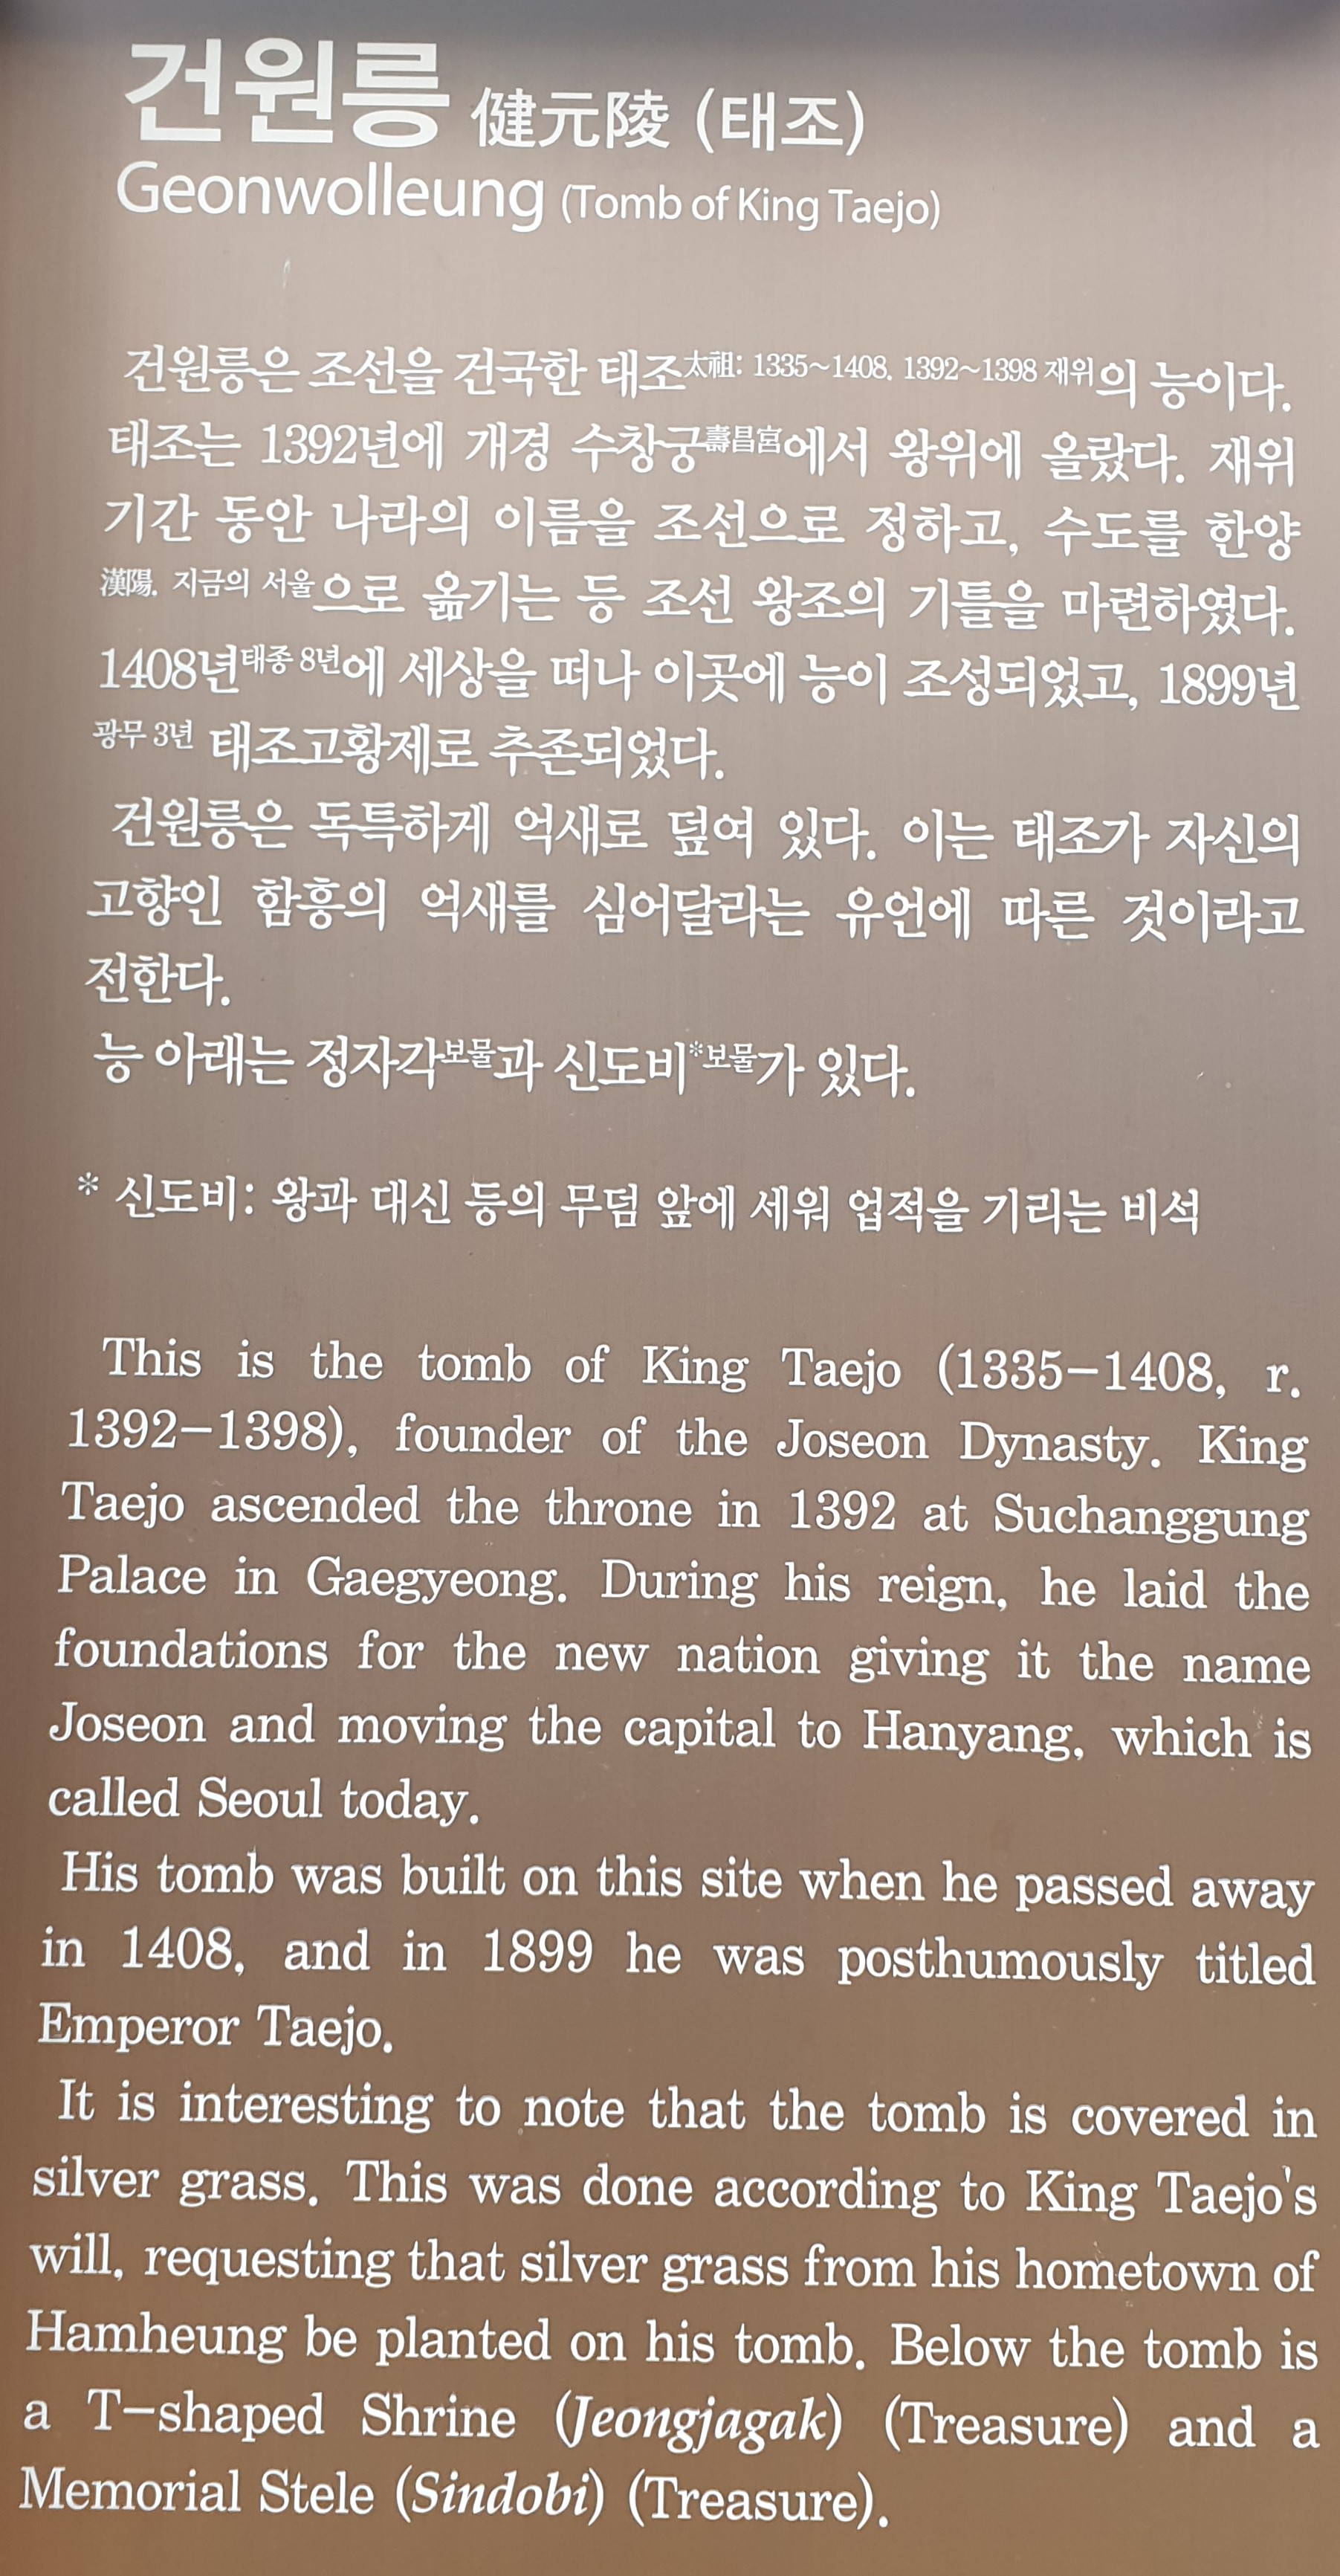 건원릉 健元陵 (태조)
Geonwolleung (Tomb of King Taejo)
건원릉은 조선을 건국한 태조太祖: 1335~1408. 1392~1398 재위의 능이다.
태조는 1392년에 개경 수창궁壽昌宮에서 왕위에 올랐다. 재위
기간 동안 나라의 이름을 조선으로 정하고, 수도를 한양
漢陽. 지금의 서울으로 옮기는 등 조선 왕조의 기틀을 마련하였다.
1408년태종 8년에 세상을 떠나 이곳에 능이 조성되었고, 1899년
광무 3년 태조고황제로 추존되었다.
건원릉은 독특하게 억새로 덮여 있다. 이는 태조가 자신의
고향인 함흥의 억새를 심어달라는 유언에 따른 것이라고
전한다.
능 아래는 정자각보물과 신도비*보물가 있다.
* 신도비: 왕과 대신 등의 무덤 앞에 세워 업적을 기리는 비석
This is the tomb of King Taejo (1335-1408, r.
1392-1398), founder of the Joseon Dynasty. King
Taejo ascended the throne in 1392 at Suchanggung
Palace in Gaegyeong. During his reign, he laid the
foundations for the new nation giving it the name
Joseon and moving the capital to Hanyang, which is
called Seoul today.
His tomb was built on this site when he passed away
in 1408, and in 1899 he was posthumously titled
Emperor Taejo.
It is interesting to note that the tomb is covered in
silver grass. This was done according to King Taejo's
will, requesting that silver grass from his hometown of
Hamheung be planted on his tomb. Below the tomb is
a T-shaped Shrine (Jeongjagak) (Treasure) and a
Memorial Stele (Sindobi) (Treasure).